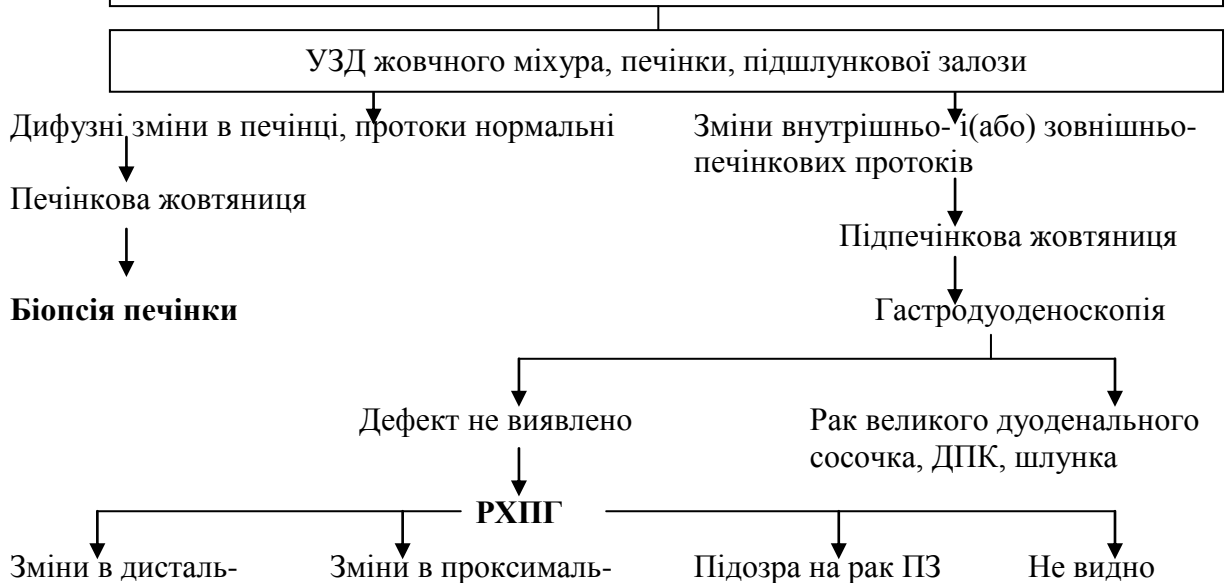 УЗД жовчного міхура, печінки, підшлункової залози
Дифузні зміни в печінці, протоки нормальні
Зміни внутрішньо- і(або) зовнішньо-
печінкових протоків
Печінкова жовтяниця
Підпечінкова жовтяниця
Біопсія печінки
Гастродуоденоскопія
Дефект не виявлено
Рак великого дуоденального
сосочка, ДПК, шлунка
РХПГ
Зміни в дисталь-
Зміни в проксималь-
Підозра на рак ПЗ
Не видно